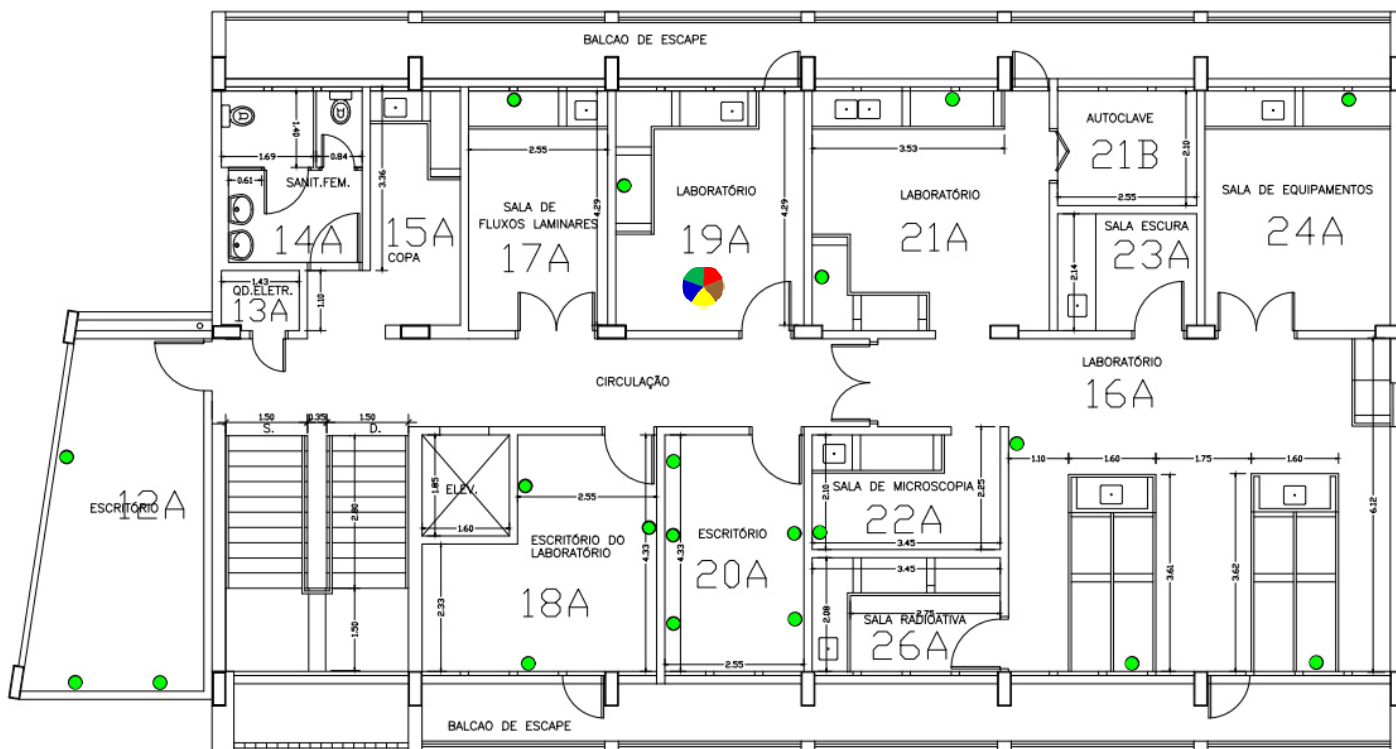 BALCAO DE ESCAPE
1.40
1.69
0.84
0.61
SANIT.FEM.
14A
3.36
15A
COPA
2.55
SALA DE
FLUXOS LAMINARES
17A
4.29
LABORATÓRIO
19A
4.29
3.53
LABORATÓRIO
21A
AUTOCLAVE
21B
2.10
2.55
SALA ESCURA
23A
2.14
SALA DE EQUIPAMENTOS
24A
1.43
QD.ELETR.
13A
1.10
CIRCULAÇÃO
LABORATÓRIO
16A
12A
ESCRITÓRIO
1.50
0.35
1.50
S.
D.
2.80
1.50
1.85
ELEV.
1.60
2.55
ESCRITÓRIO DO
LABORATÓRIO
18A
4.33
2.33
4.33
ESCRITÓRIO
20A
2.55
2.10
SALA DE MICROSCOPIA
22A
2.25
3.45
3.45
2.08
2.75
SALA RADIOATIVA
26A
1.10
1.60
1.75
1.60
3.61
3.62
6.12
BALCAO DE ESCAPE